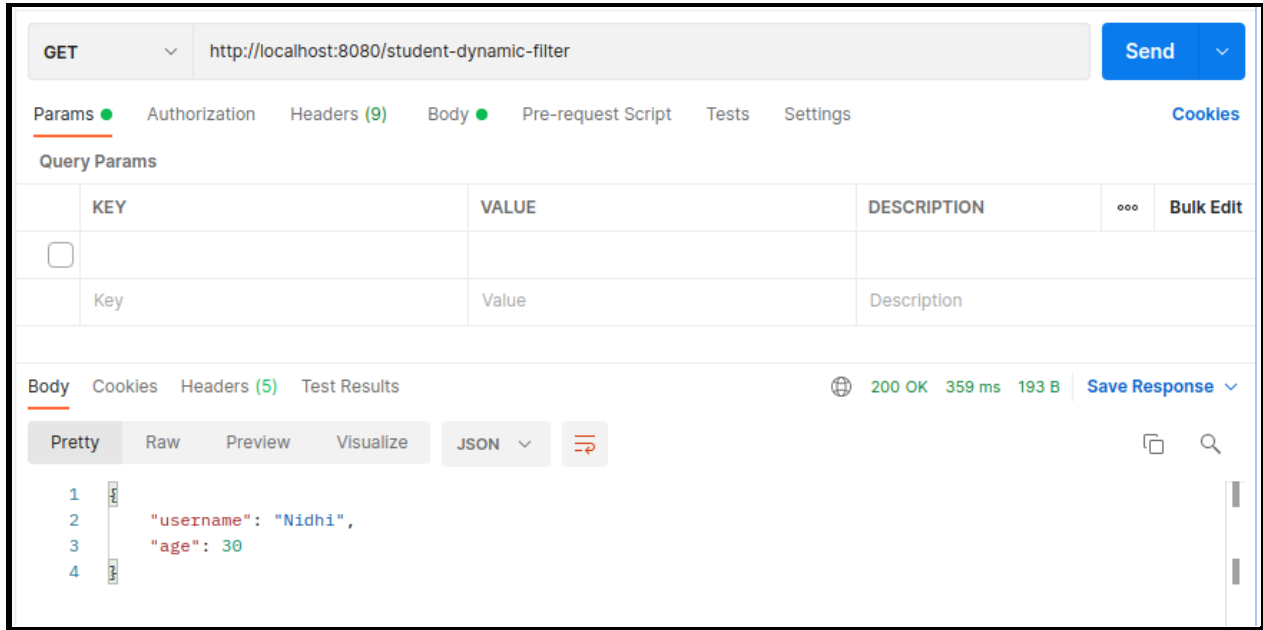 GET http://localhost:8080/student-dynamic-filter Send
Params Authorization Headers (9) Body Pre-request Script Tests Settings Cookies
Query Params
KEY VALUE DESCRIPTION ooo Bulk Edit
Key Value Description
Body Cookies Headers (5) Test Results 200 OK 359 ms 193 B Save Response
Pretty Raw Preview Visualize JSON
1 {
2 "username": "Nidhi",
3 "age": 30
4 }